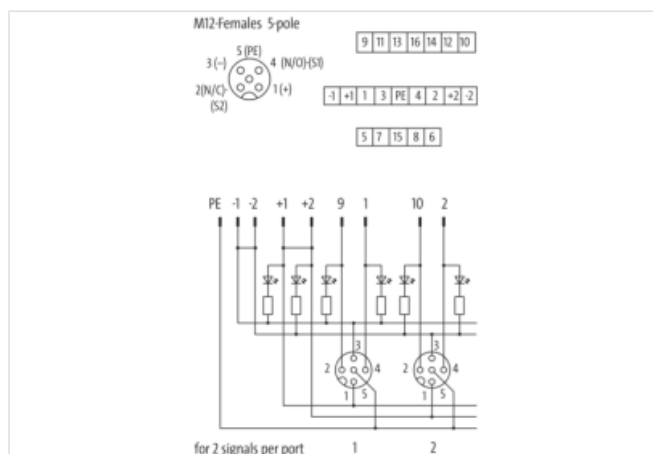 M12-Females 5-pole
5 (PE)
3 (–) 4 (N/O)-(S1)
2(N/C)- 1 (+)
(S2)
9 11 13 16 14 12 10
-1 +1 1 3 PE 4 2 +2 -2
5 7 15 8 6
PE -1 -2 +1 +2 9 1 10 2
3 3
2 4 2 4
1 5 1 5
for 2 signals per port 1 2